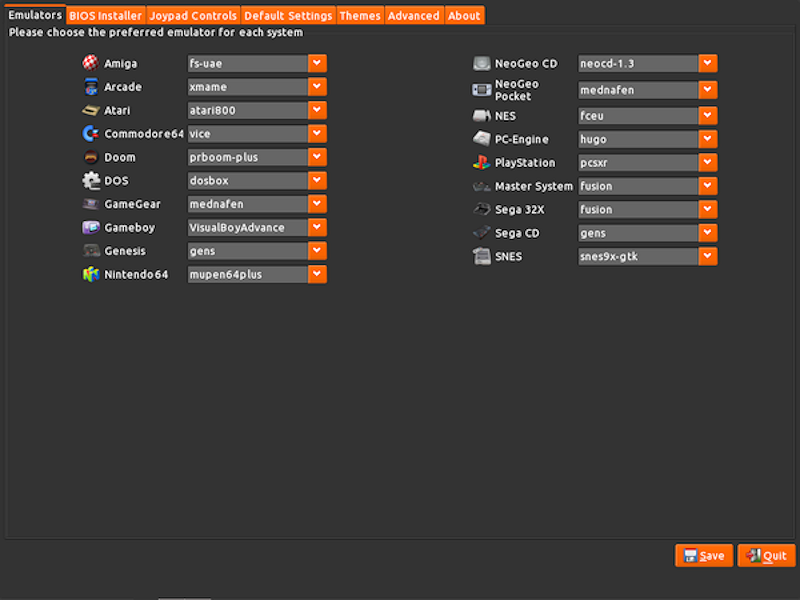 Emulators BIOS Installer Joypad Controls Default Settings Themes Advanced About
Please choose the preferred emulator for each system
Amiga fs-uae
Arcade xmame
Atari atari800
Commodore64 vice
Doom prboom-plus
DOS dosbox
GameGear mednafen
Gameboy VisualBoyAdvance
Genesis gens
Nintendo64 mupen64plus
NeoGeo CD neocd-1.3
NeoGeo
Pocket mednafen
NES fceu
PC-Engine hugo
PlayStation pcsxr
Master System fusion
Sega 32X fusion
Sega CD gens
SNES snes9x-gtk
Save Quit